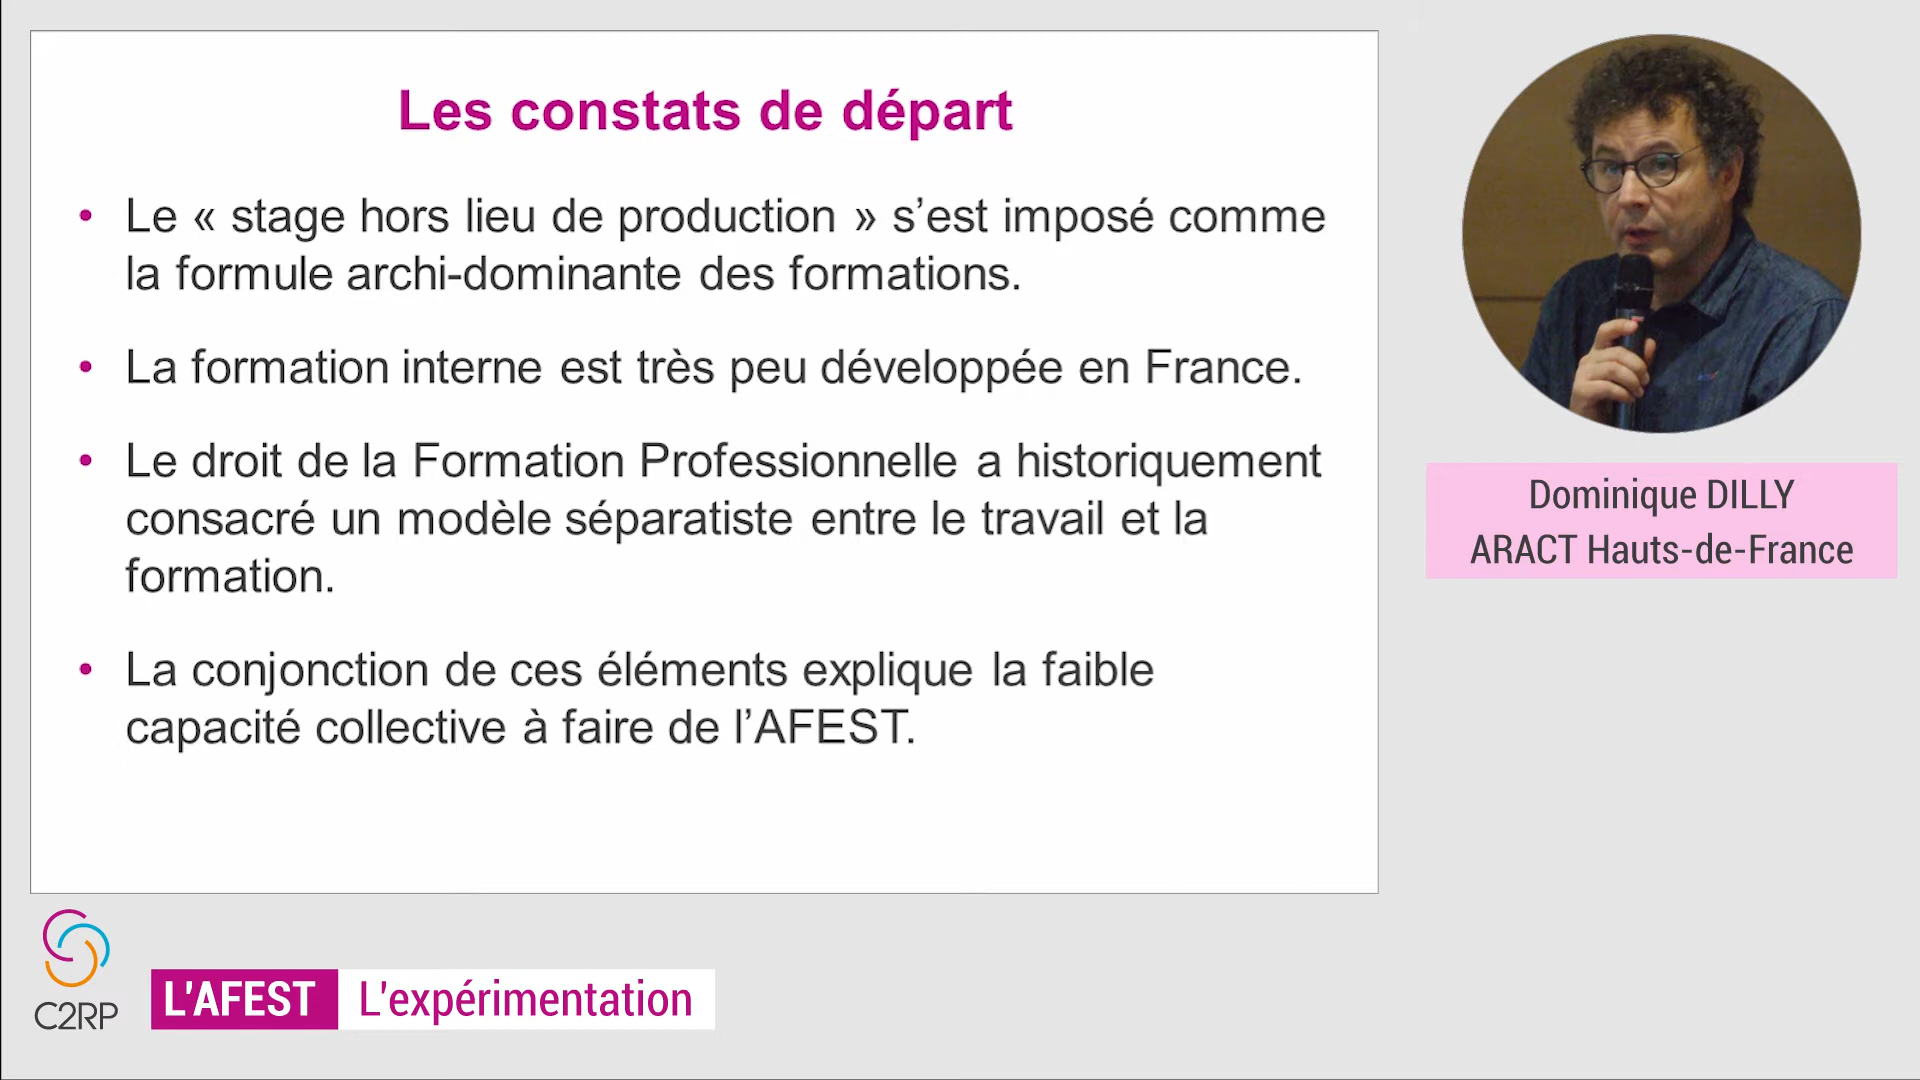 Les constats de départ
• Le « stage hors lieu de production » s’est imposé comme
la formule archi-dominante des formations.
• La formation interne est très peu développée en France.
• Le droit de la Formation Professionnelle a historiquement
consacré un modèle séparatiste entre le travail et la
formation.
• La conjonction de ces éléments explique la faible
capacité collective à faire de l’AFEST.
Dominique DILLY
ARACT Hauts-de-France
C2RP
L'AFEST L'expérimentation